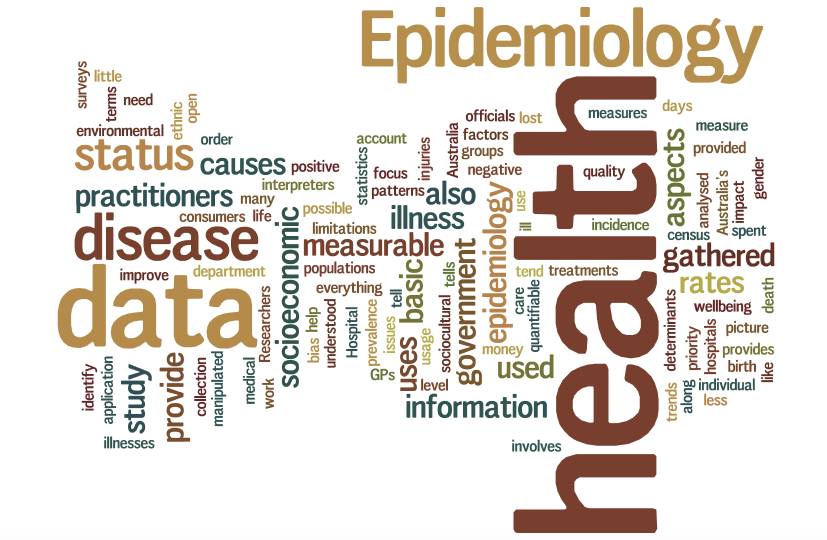 Epidemiology
health
data
disease
status
surveys
little
terms
need
ethnic
open
environmental
order
causes
positive
practitioners
interpreters
many
consumers
life
possible
socioeconomic
limitations
measurable
improve
department
populations
everything
account
statistics
focus
injuries
patterns
also
illness
Australia
officials
lost
factors
groups
negative
epidemiology
use
ill
measures
days
measure
aspects
provided
quality
analysed
Australia's
impact
gender
incidence
census
spent
gathered
rates
tend
treatments
care
quantifiable
wellbeing
death
determinants
priority
hospitals
picture
provides
birth
like
trends
along
individual
less
money
used
government
sociocultural
tells
basic
tell
issues
prevalence
usage
uses
level
GPs
Hospital
understood
help
bias
Researchers
work
medical
manipulated
collection
provide
study
application
identify
illnesses
information
involves